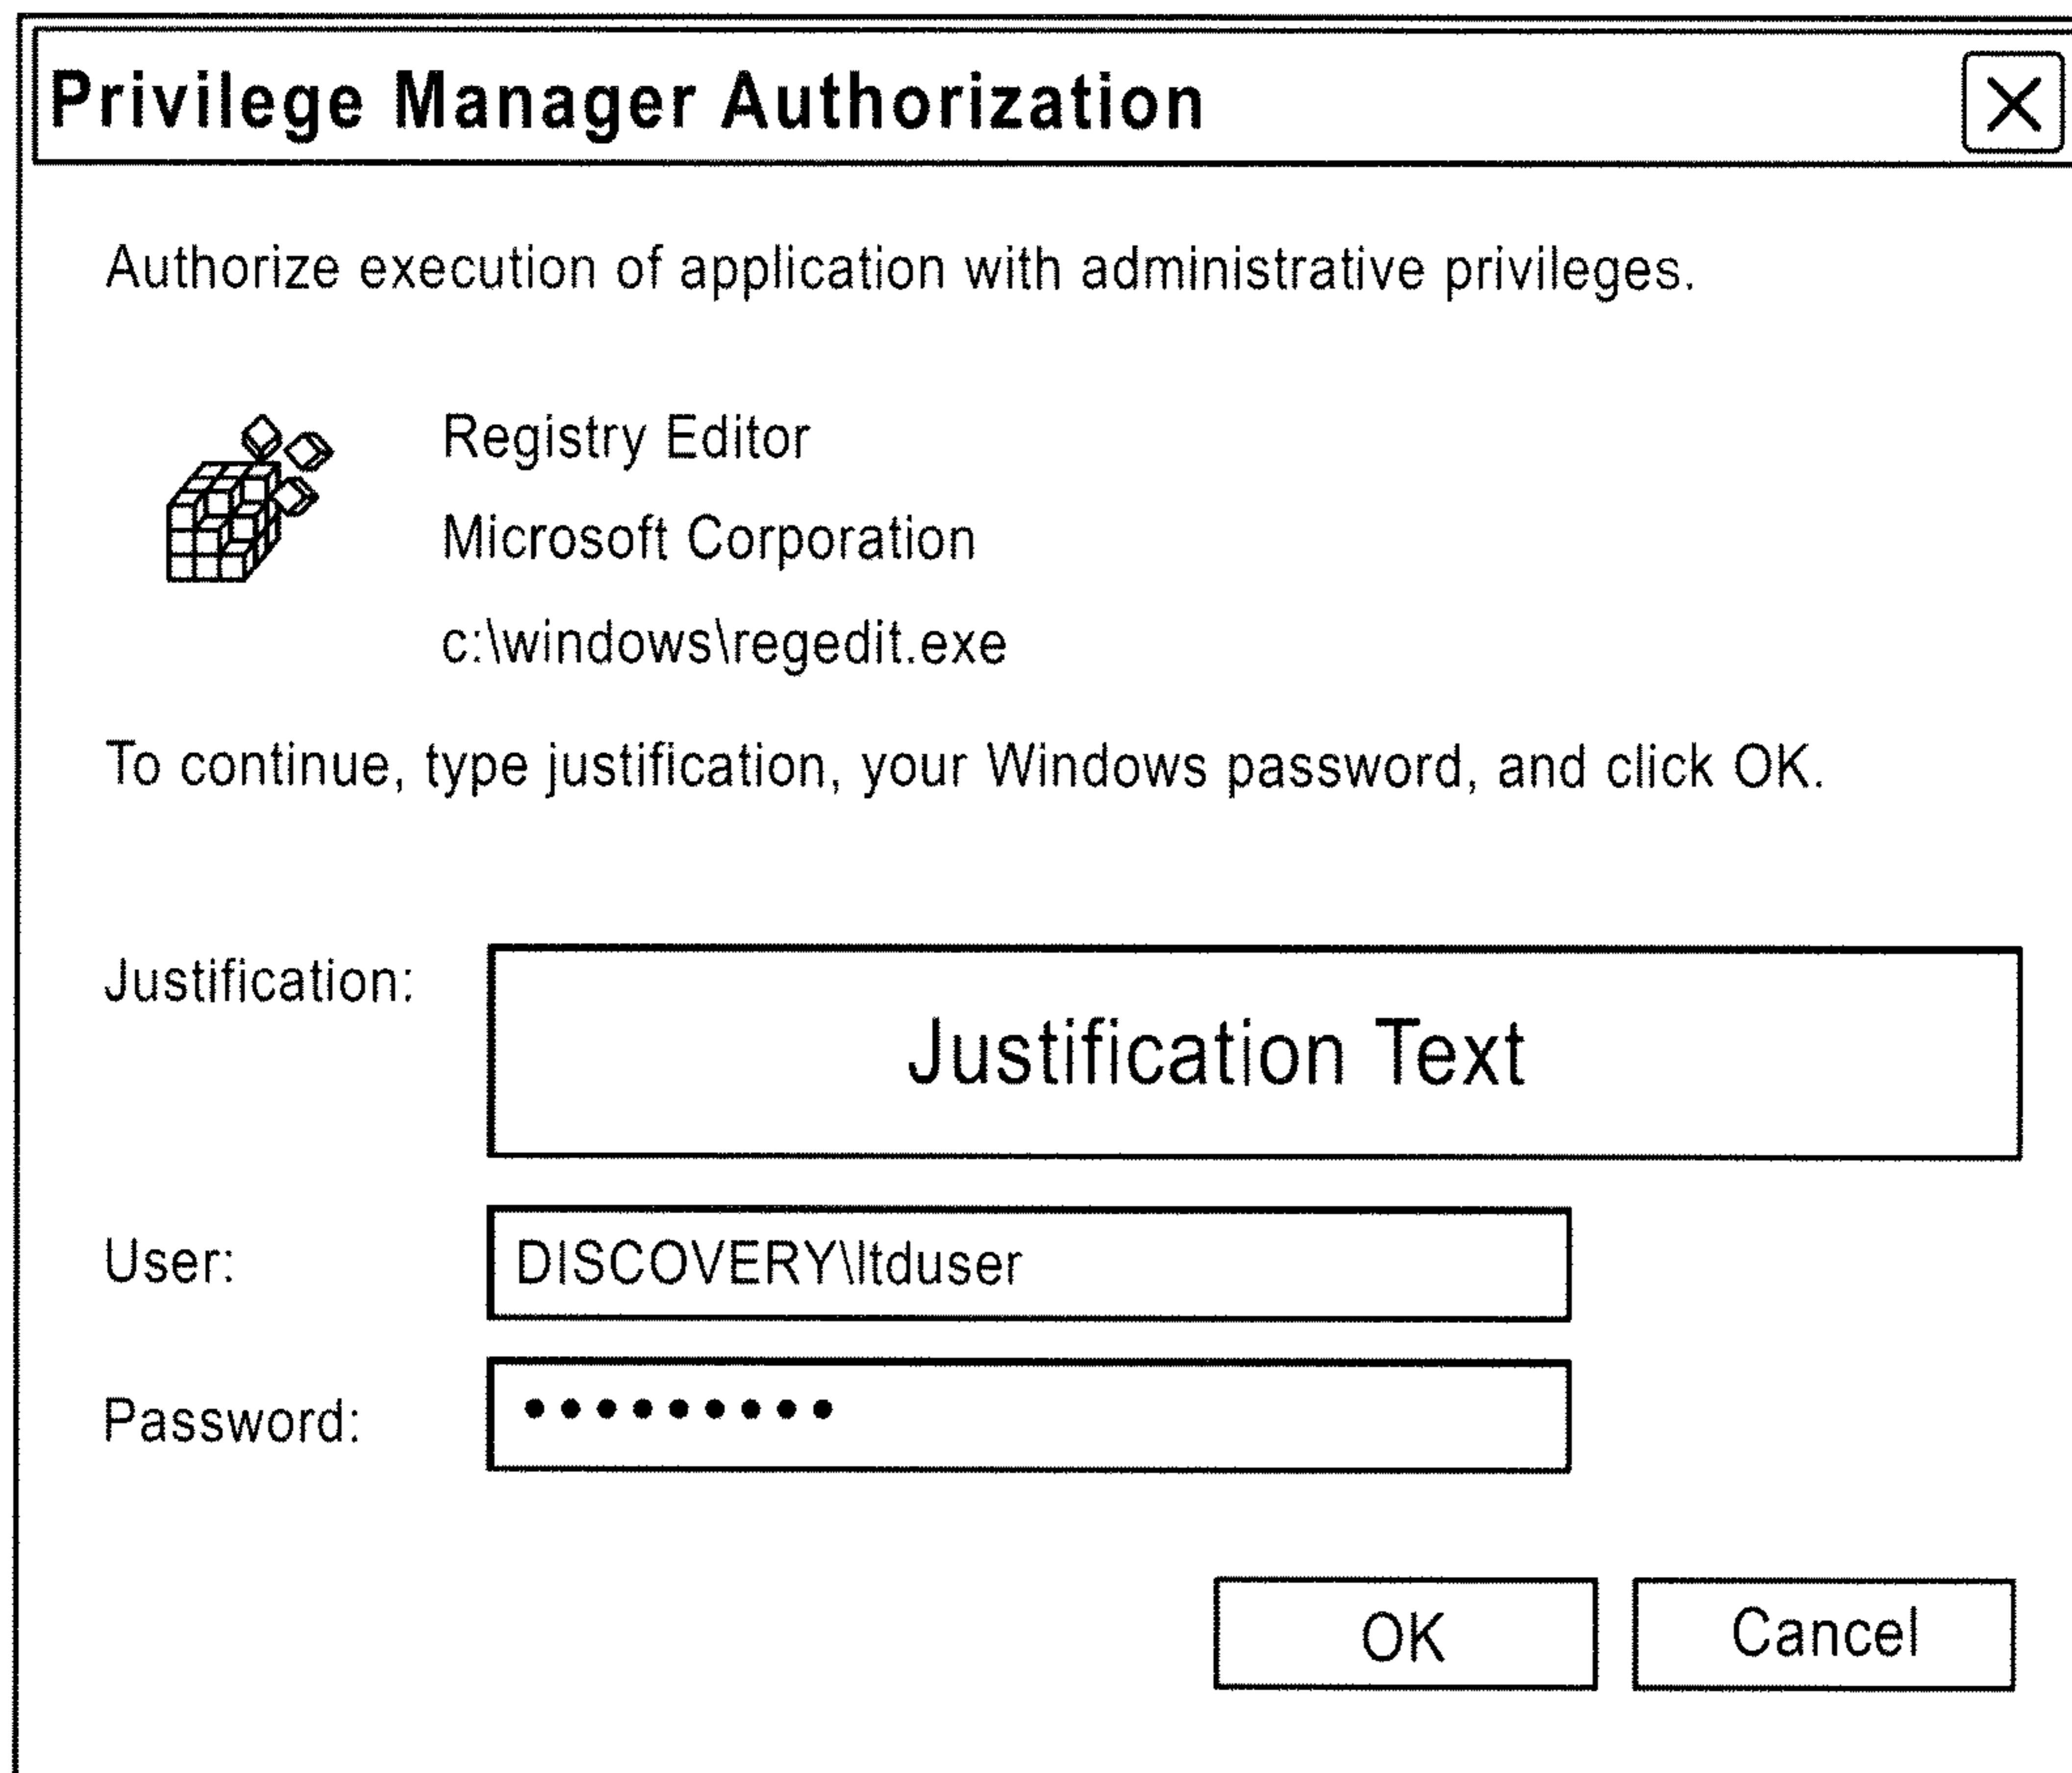 Privilege Manager Authorization
Authorize execution of application with administrative privileges.
Registry Editor
Microsoft Corporation
c:\windows\regedit.exe
To continue, type justification, your Windows password, and click OK.
Justification:
Justification Text
User:
DISCOVERY\ltduser
Password:
•••••••••
OK
Cancel